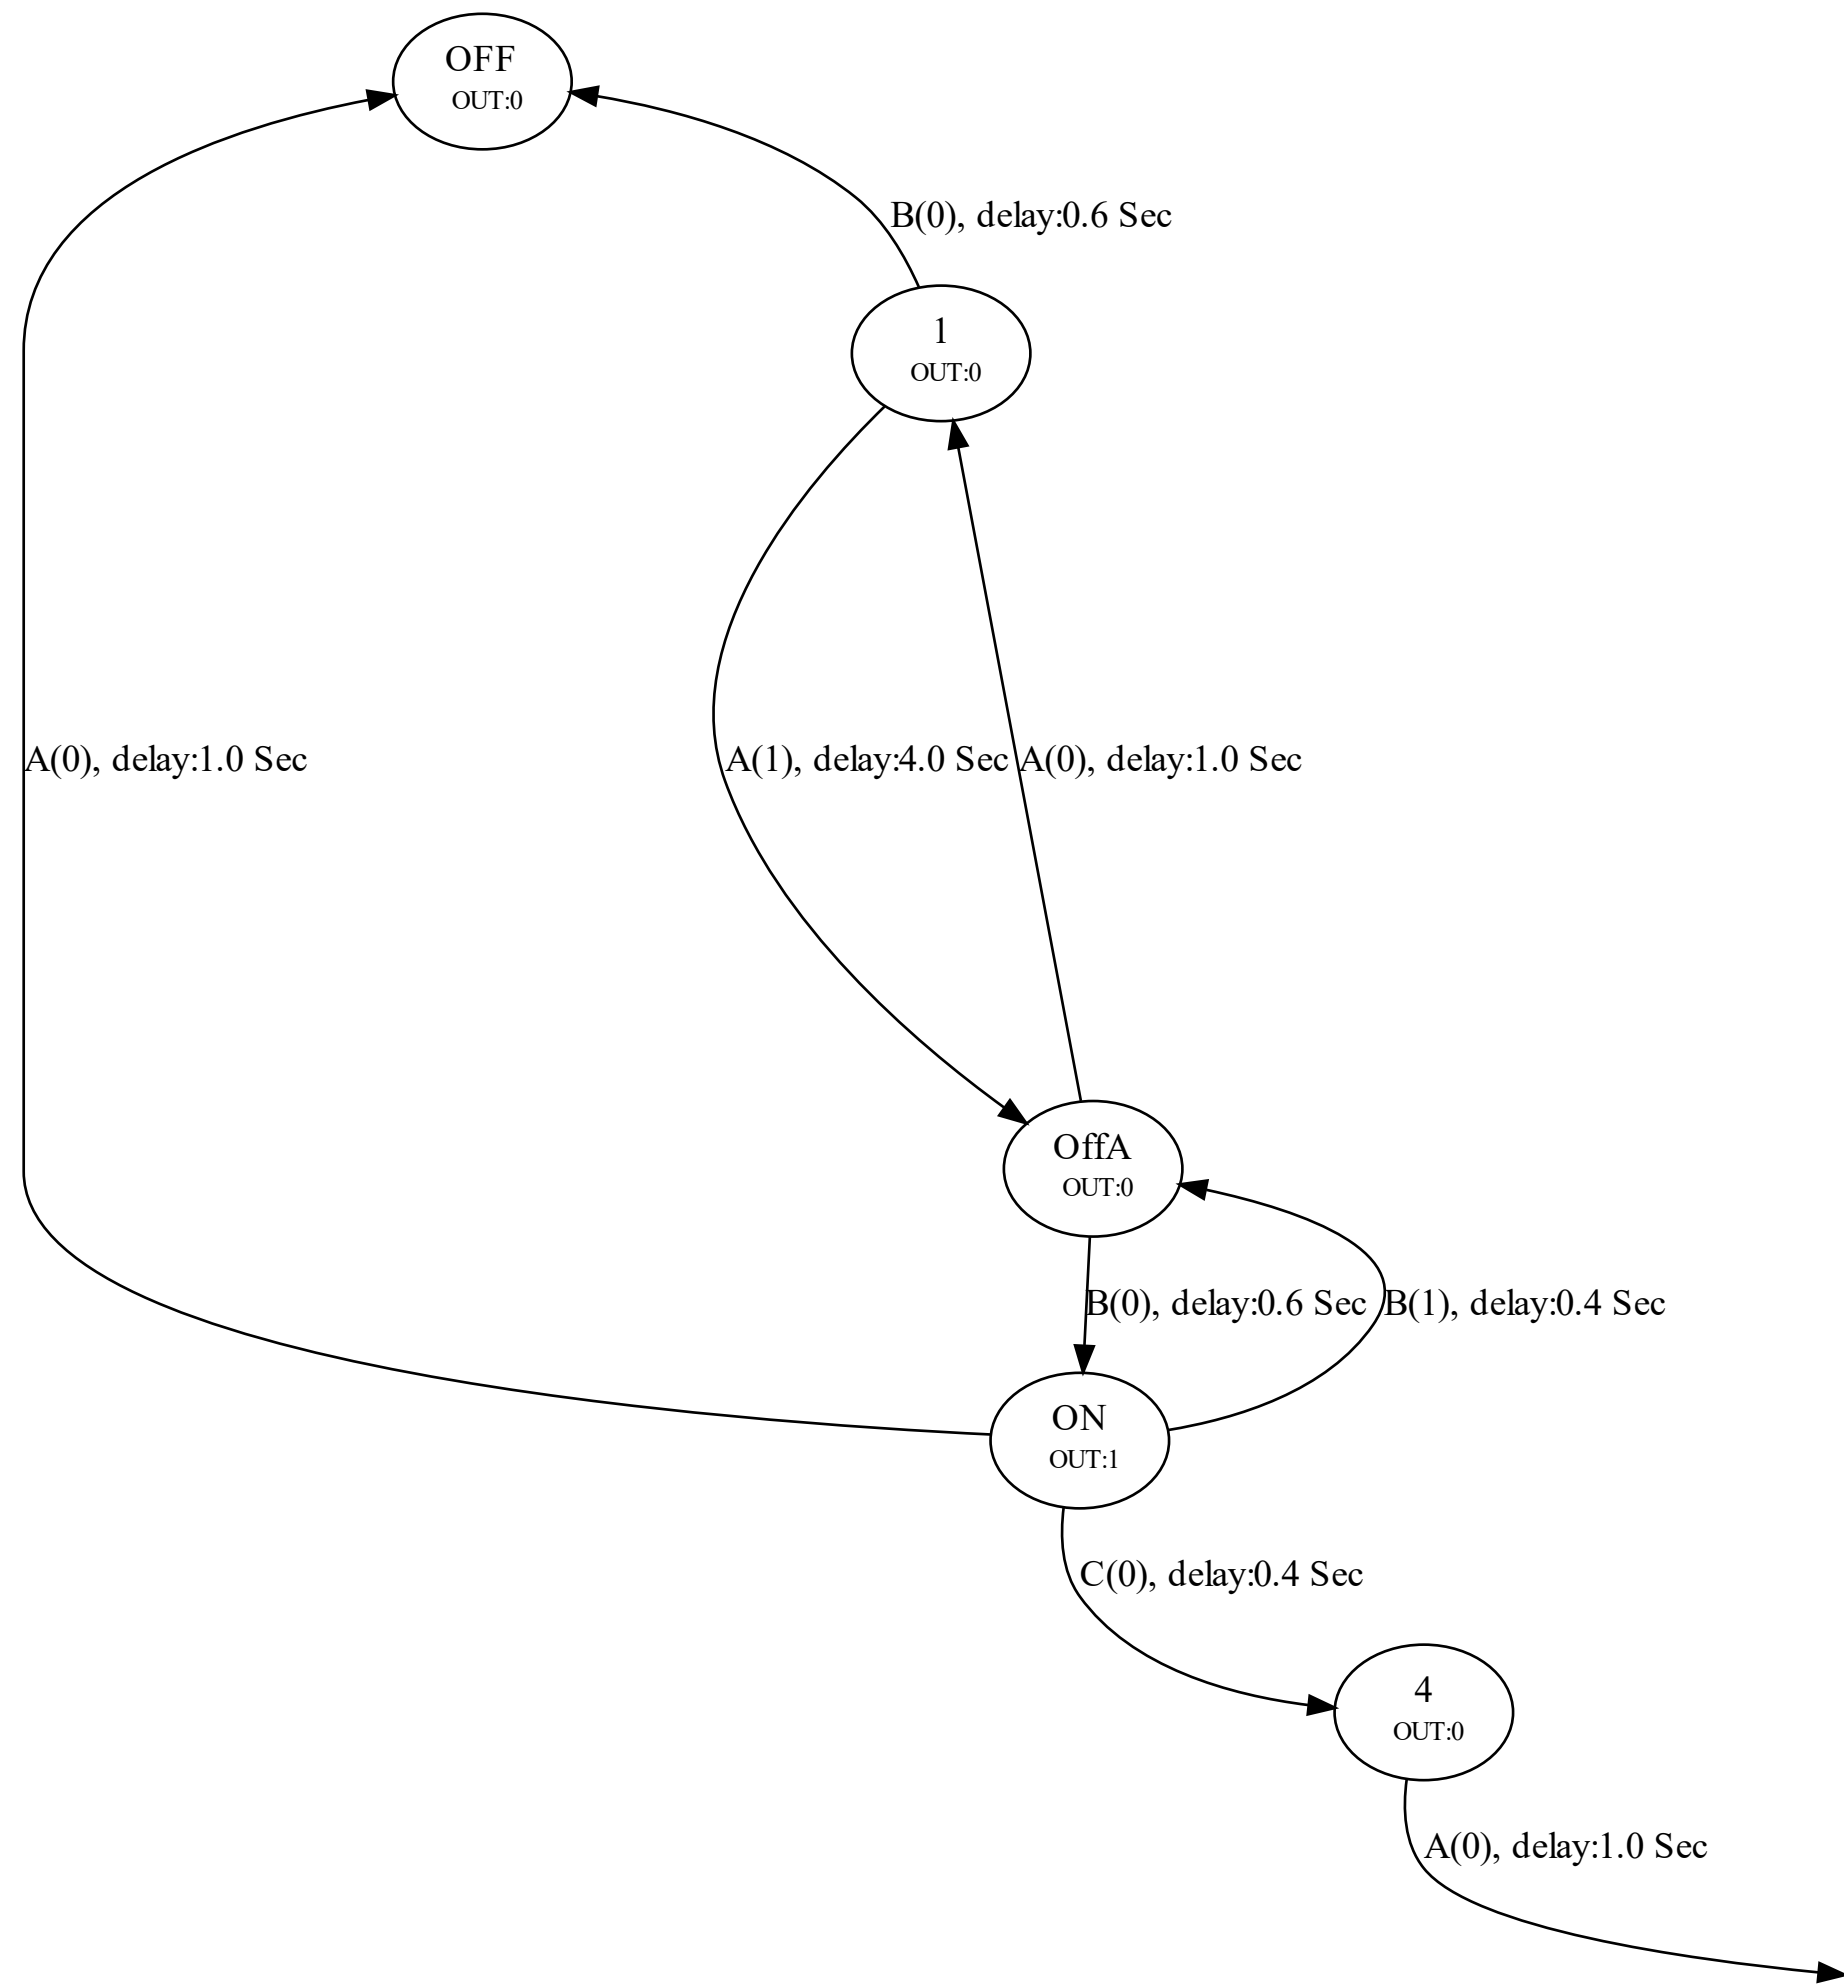 OFF
OUT:0
B(0), delay:0.6 Sec
1
OUT:0
A(0), delay:1.0 Sec
A(1), delay:4.0 Sec
A(0), delay:1.0 Sec
OffA
OUT:0
B(0), delay:0.6 Sec
B(1), delay:0.4 Sec
ON
OUT:1
C(0), delay:0.4 Sec
4
OUT:0
A(0), delay:1.0 Sec